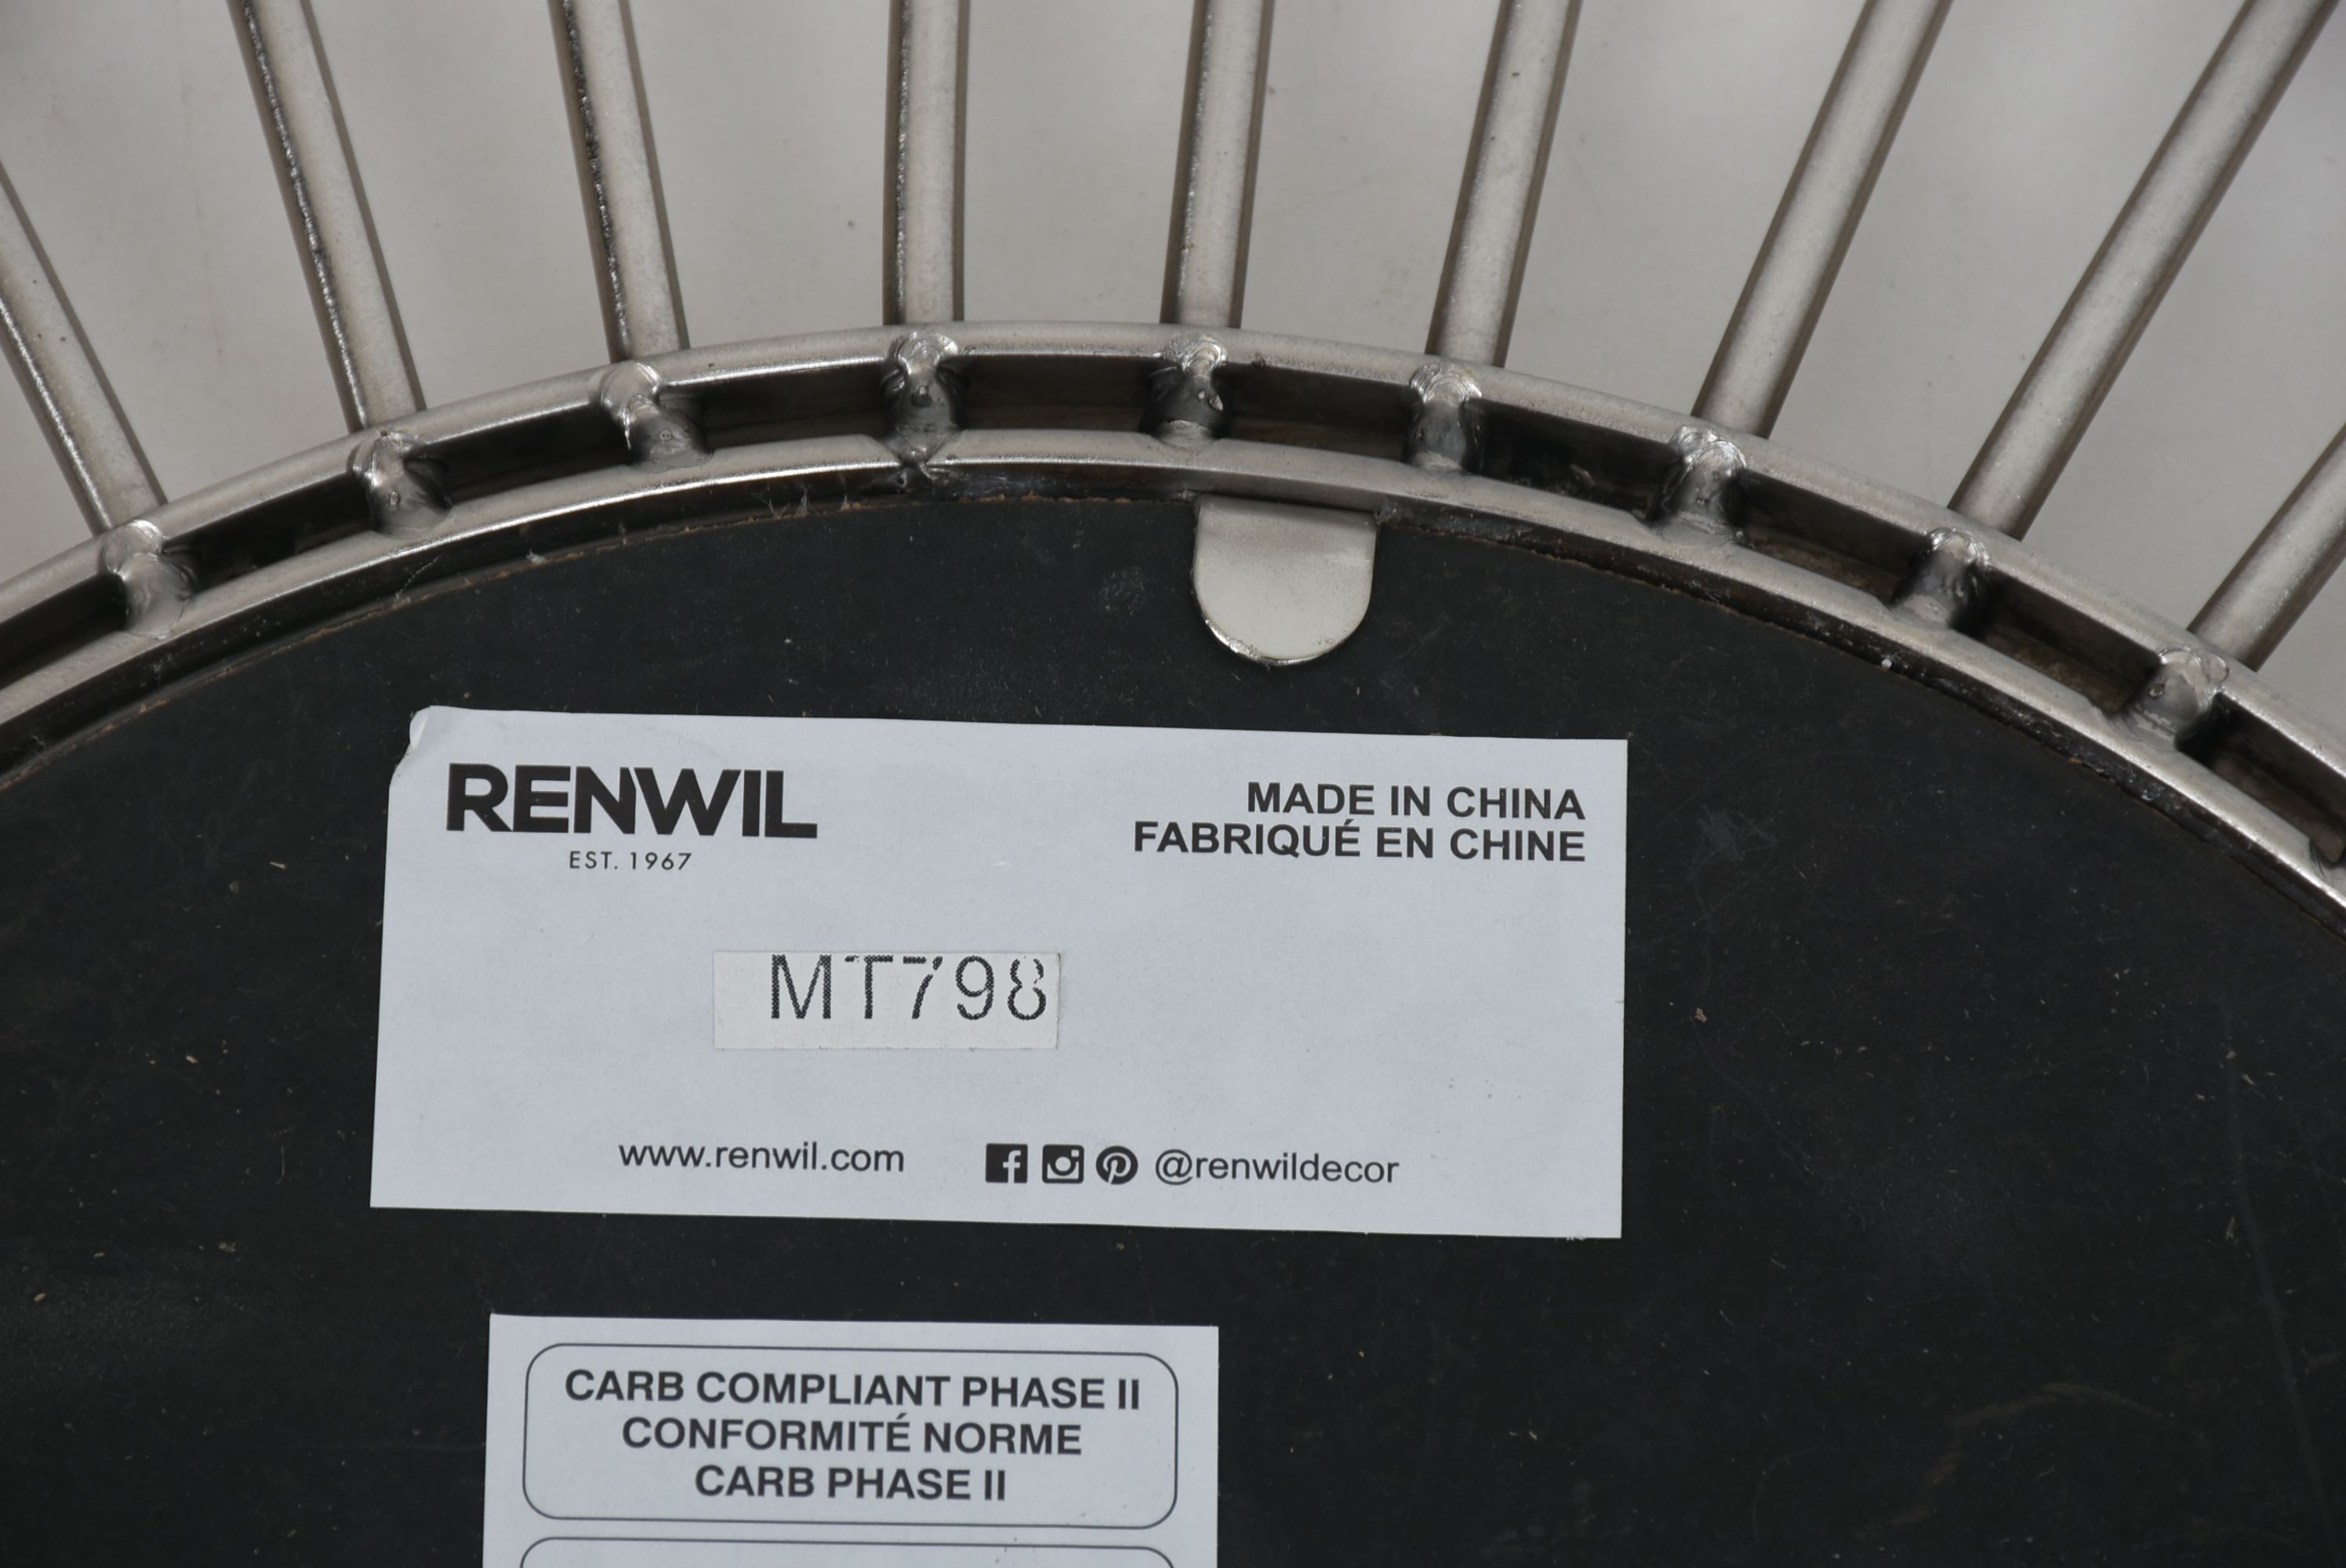 RENWIL
EST. 1967
MADE IN CHINA
FABRIQUÉ EN CHINE
MT798
www.renwil.com
@renwildecor
CARB COMPLIANT PHASE II
CONFORMITÉ NORME
CARB PHASE II